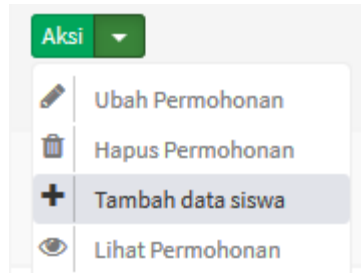 Aksi
Ubah Permohonan
Hapus Permohonan
Tambah data siswa
Lihat Permohonan